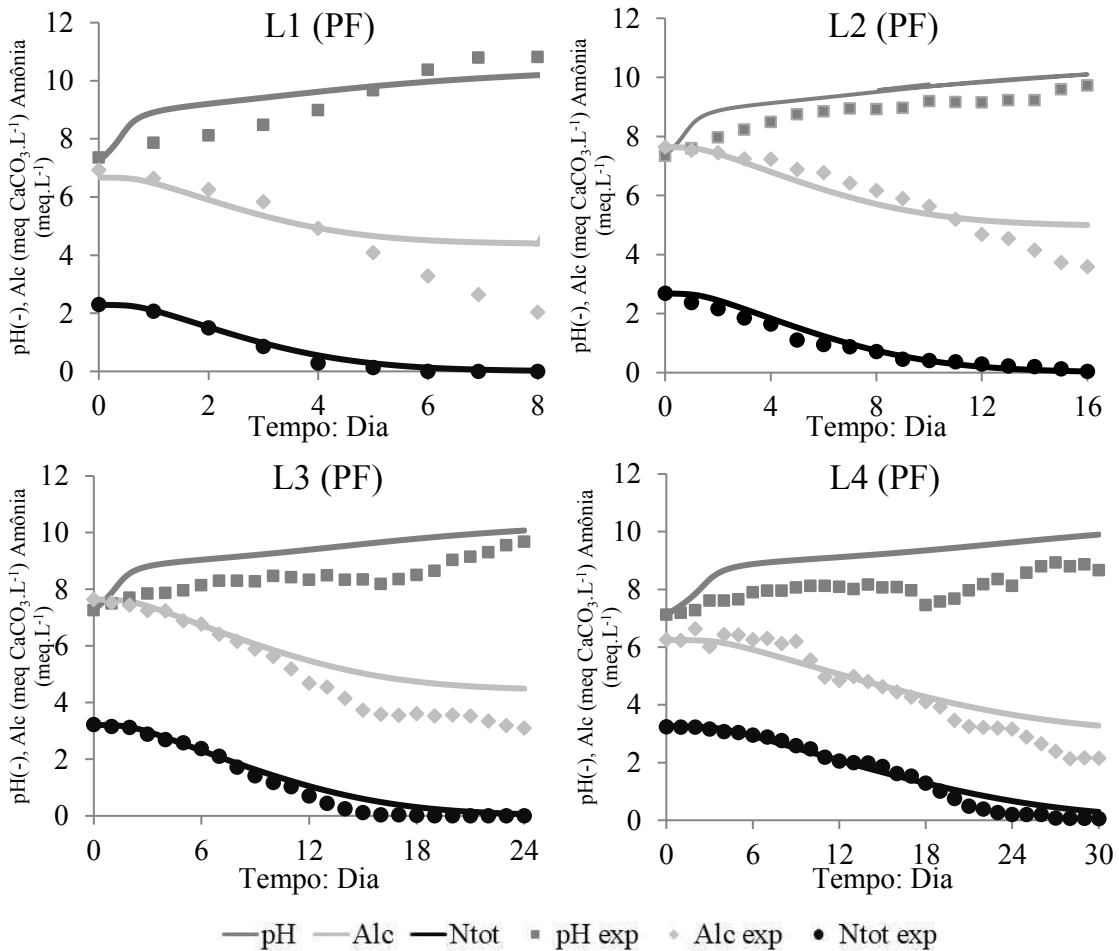 L1 (PF)
pH(-), Alc (meq CaCO₃.L⁻¹) Amônia
(meq.L⁻¹)
12
10
8
6
4
2
0
0 2 4 6 8
Tempo: Dia
L2 (PF)
pH(-), Alc (meq CaCO₃.L⁻¹) Amônia
(meq.L⁻¹)
12
10
8
6
4
2
0
0 4 8 12 16
Tempo: Dia
L3 (PF)
pH(-), Alc (meq CaCO₃.L⁻¹) Amônia
(meq.L⁻¹)
12
10
8
6
4
2
0
0 6 12 18 24
Tempo: Dia
L4 (PF)
pH(-), Alc (meq CaCO₃.L⁻¹) Amônia
(meq.L⁻¹)
12
10
8
6
4
2
0
0 6 12 18 24 30
Tempo: Dia
pH Alc Ntot pH exp Alc exp Ntot exp